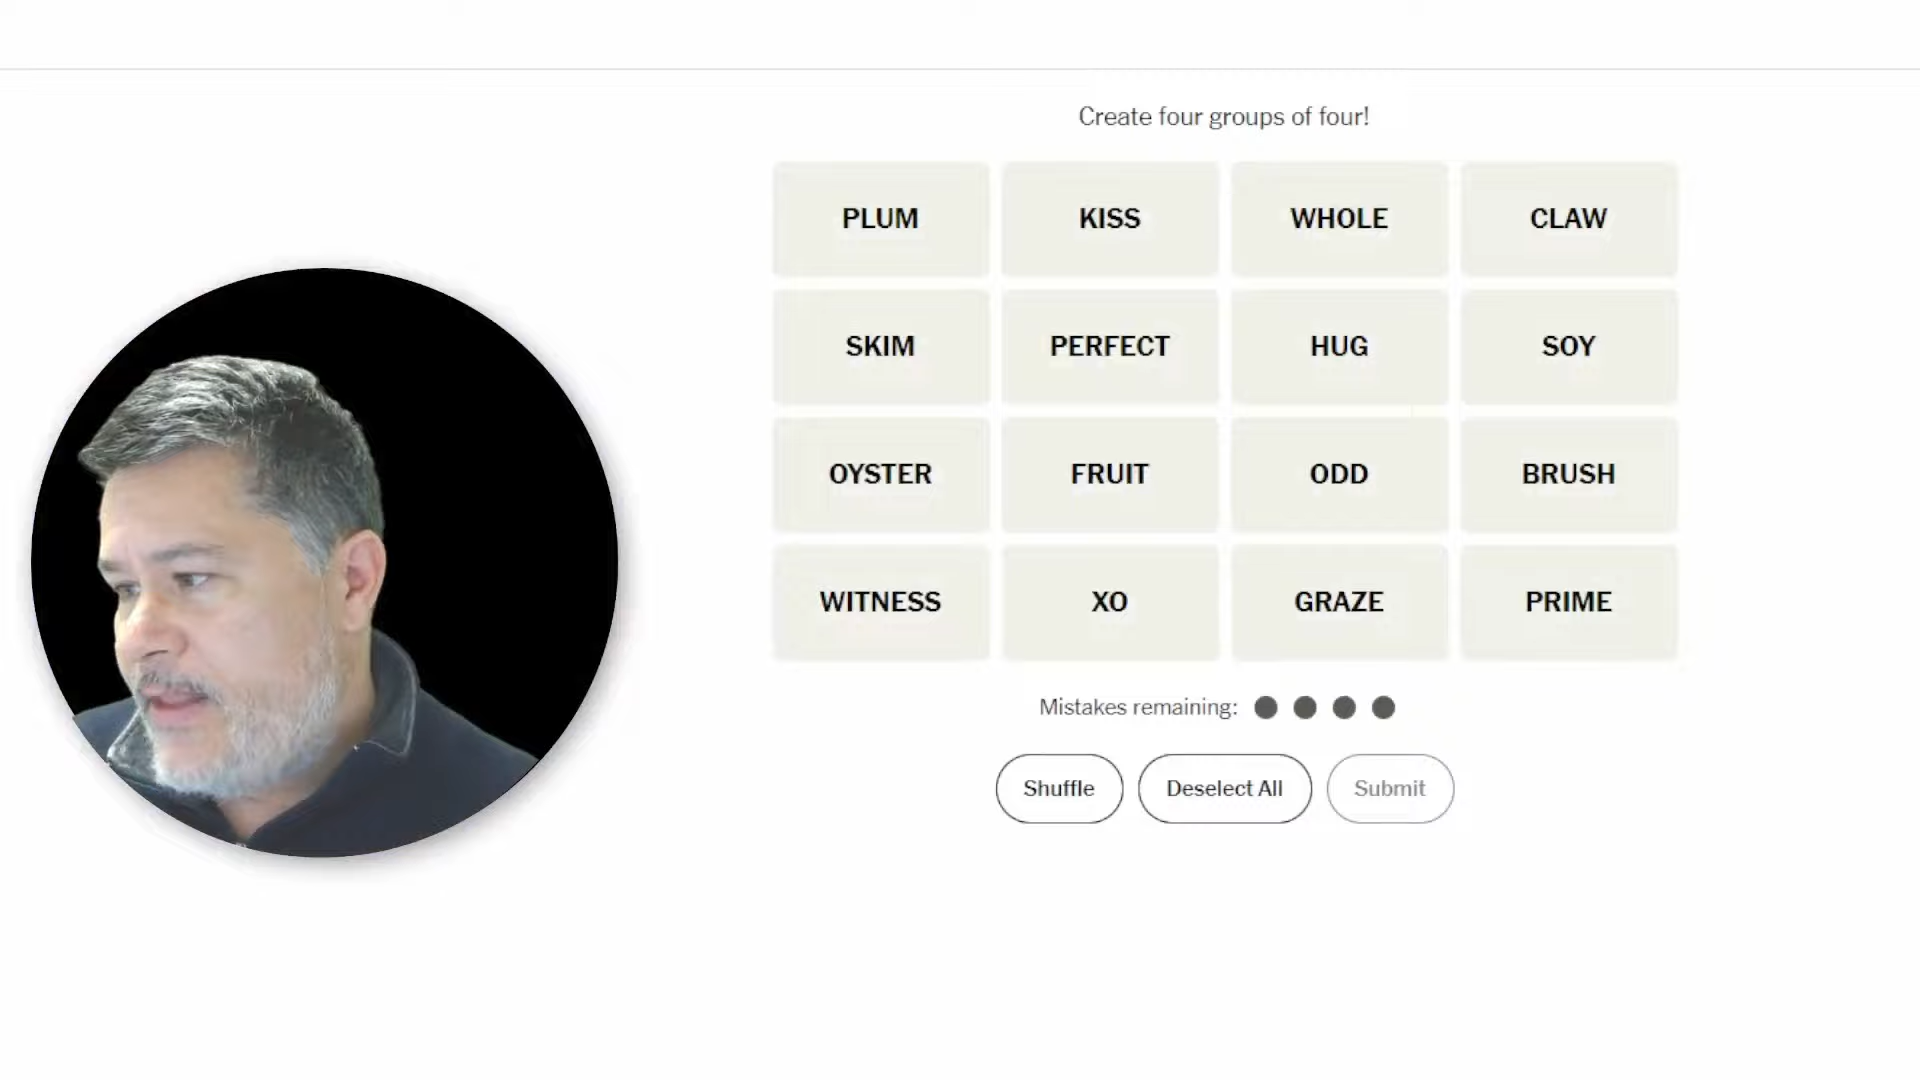 Create four groups of four!
PLUM KISS WHOLE CLAW
SKIM PERFECT HUG SOY
OYSTER FRUIT ODD BRUSH
WITNESS XO GRAZE PRIME
Mistakes remaining:
Shuffle Deselect All Submit